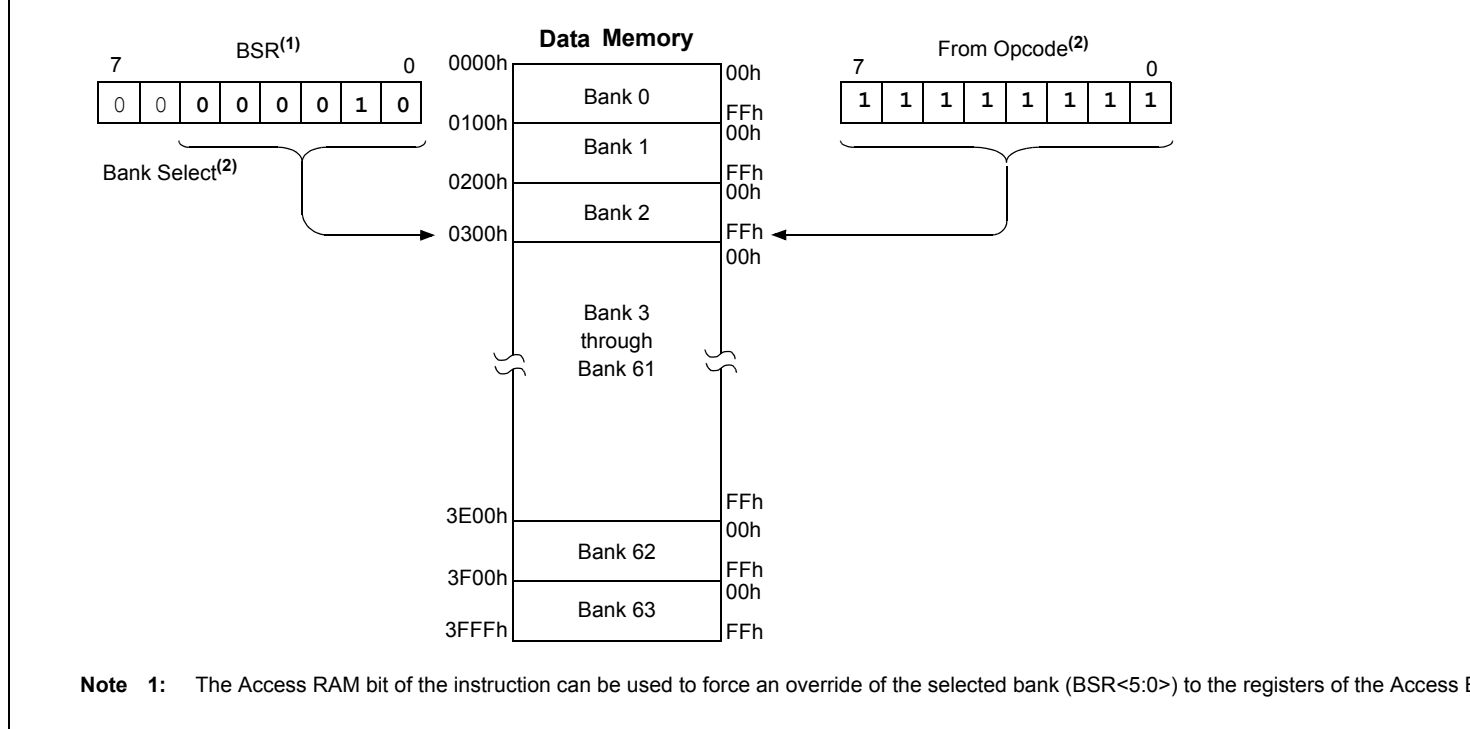 Data Memory
BSR(1)
From Opcode(2)
7 0
7 0
0 0 0 0 0 0 1 0
1 1 1 1 1 1 1 1
Bank Select(2)
0000h
Bank 0
00h
FFh
0100h
Bank 1
00h
FFh
0200h
Bank 2
00h
FFh
0300h
00h
Bank 3
through
Bank 61
FFh
3E00h
Bank 62
00h
FFh
3F00h
Bank 63
00h
3FFFh
FFh
Note 1: The Access RAM bit of the instruction can be used to force an override of the selected bank (BSR<5:0>) to the registers of the Access